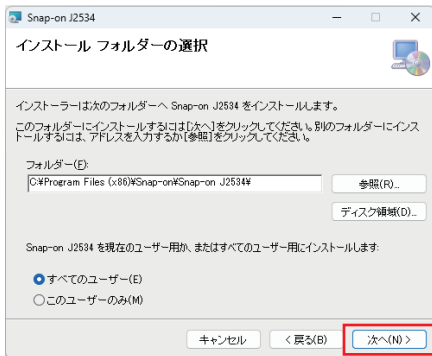 Snap-on J2534
インストール フォルダーの選択
インストーラーは次のフォルダーへ Snap-on J2534 をインストールします。
このフォルダーにインストールするには[次へ]をクリックしてください。別のフォルダーにインス
トールするには、アドレスを入力するか[参照]をクリックしてください。
フォルダー(F):
C:¥Program Files (x86)¥Snap-on¥Snap-on J2534¥
参照(R)...
ディスク領域(D)...
Snap-on J2534 を現在のユーザー用か、またはすべてのユーザー用にインストールします:
すべてのユーザー(E)
このユーザーのみ(M)
キャンセル < 戻る(B) 次へ(N) >